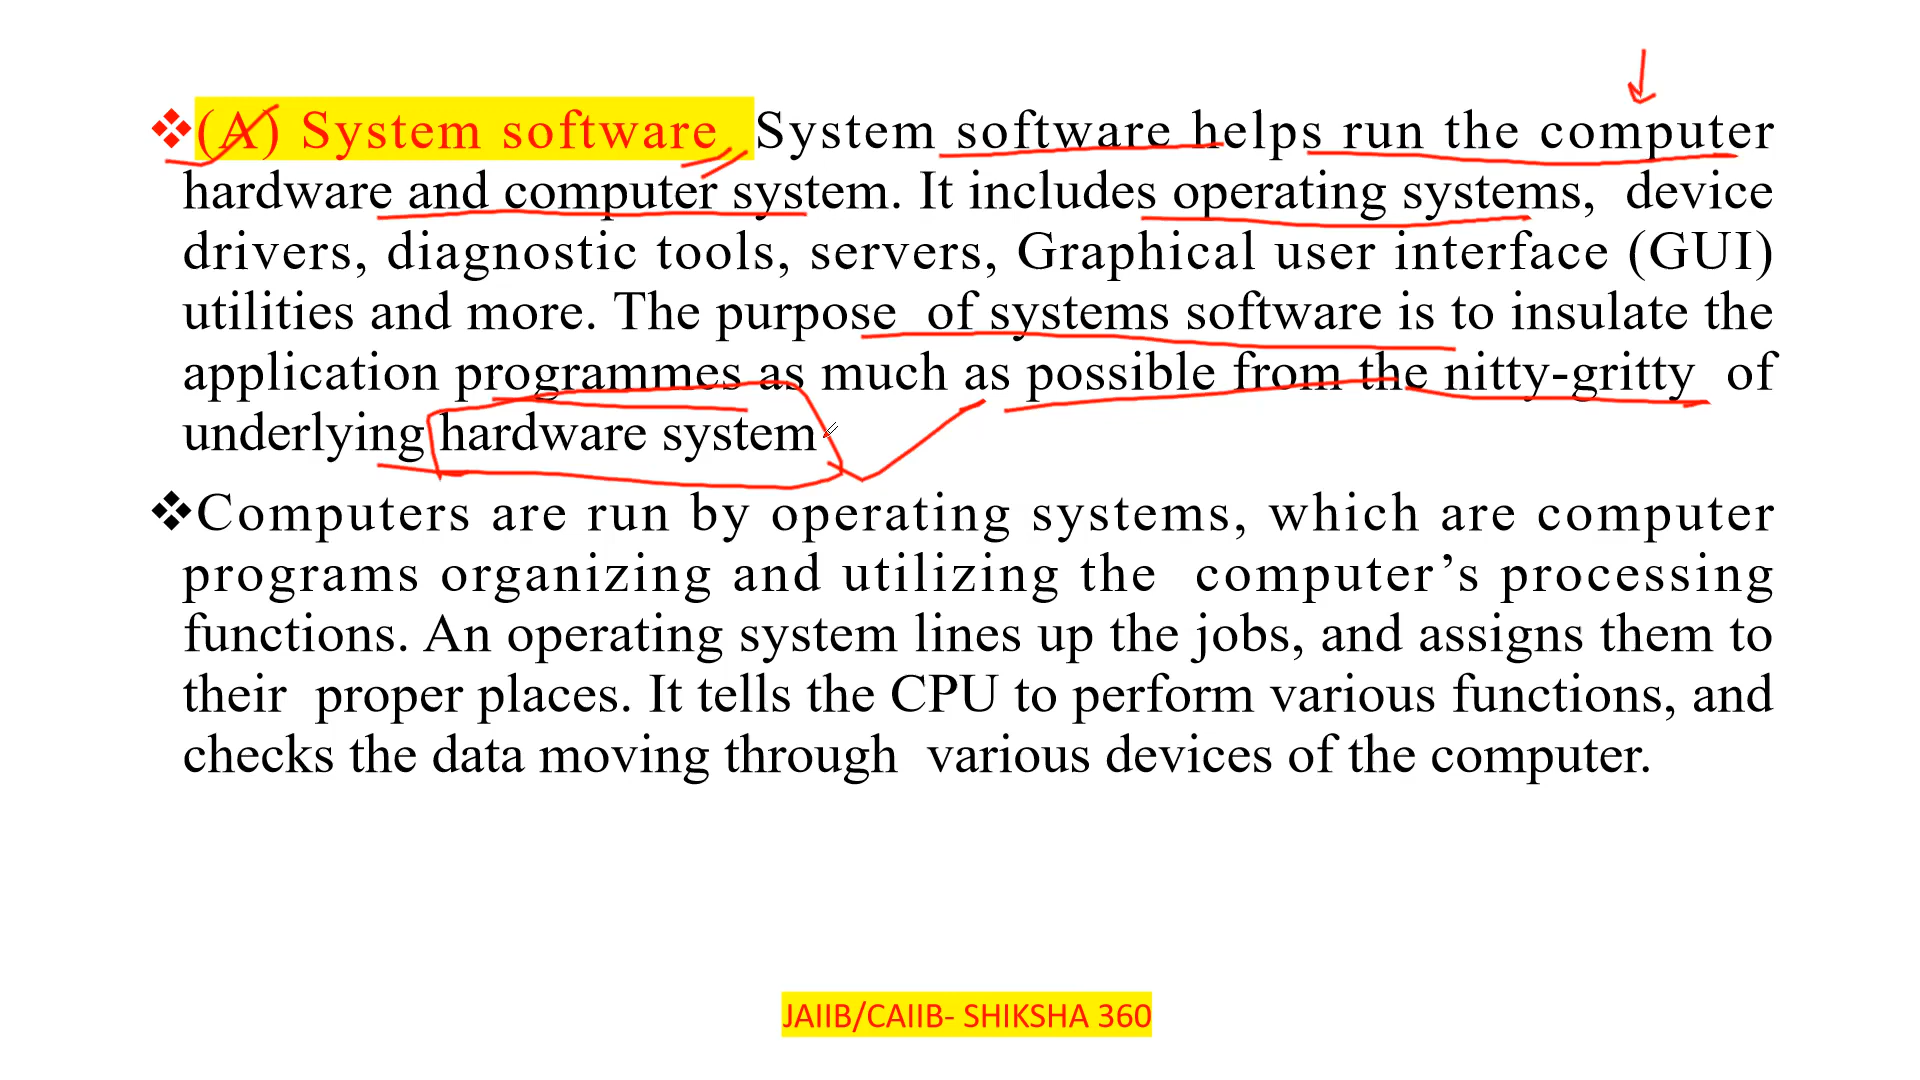 ❖(A) System software System software helps run the computer
hardware and computer system. It includes operating systems, device
drivers, diagnostic tools, servers, Graphical user interface (GUI)
utilities and more. The purpose of systems software is to insulate the
application programmes as much as possible from the nitty-gritty of
underlying hardware system
❖Computers are run by operating systems, which are computer
programs organizing and utilizing the computer’s processing
functions. An operating system lines up the jobs, and assigns them to
their proper places. It tells the CPU to perform various functions, and
checks the data moving through various devices of the computer.
JAIIB/CAIIB- SHIKSHA 360